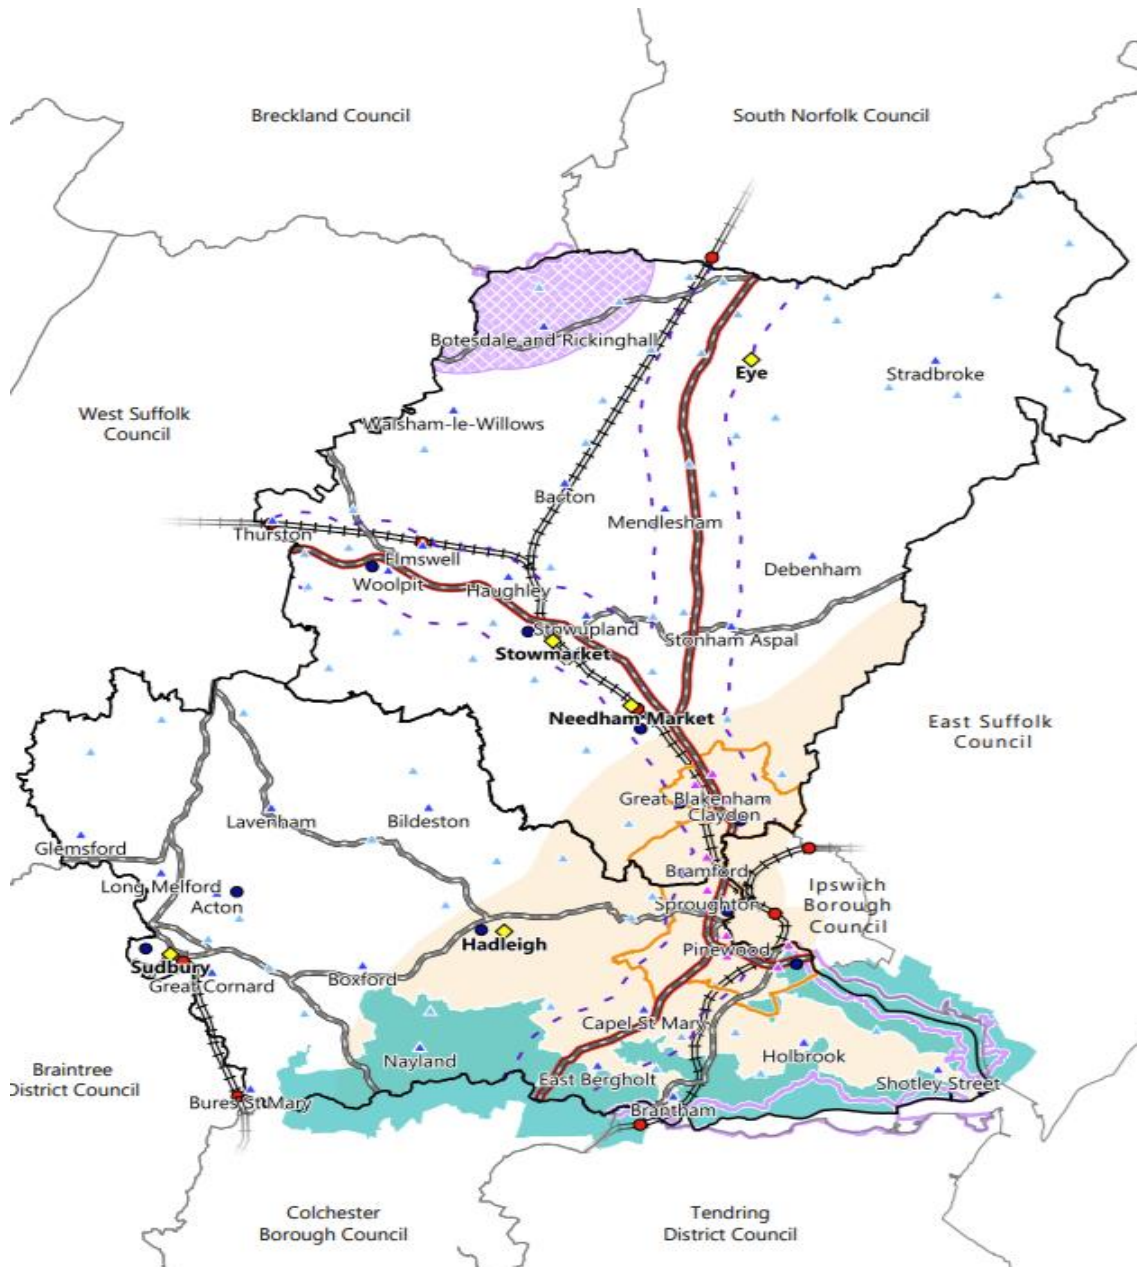 Breckland Council
South Norfolk Council
Botesdale and Rickinghall
Eye
Stradbroke
West Suffolk
Council
Walsham-le-Willows
Bacton
Mendlesham
Thurston
Elmswell
Debenham
Woolpit
Haughley
Stowupland
Stonham Aspal
Stowmarket
Needham Market
East Suffolk
Council
Great Blakenham
Claydon
Lavenham
Bildeston
Glemsford
Long Melford
Bramford
Acton
Sproughton
Ipswich
Borough
Council
Hadleigh
Pinewood
Sudbury
Great Cornard
Boxford
Capel St Mary
Nayland
Holbrook
Braintree
District Council
East Bergholt
Shotley Street
Bures St Mary
Brantham
Colchester
Borough Council
Tendring
District Council